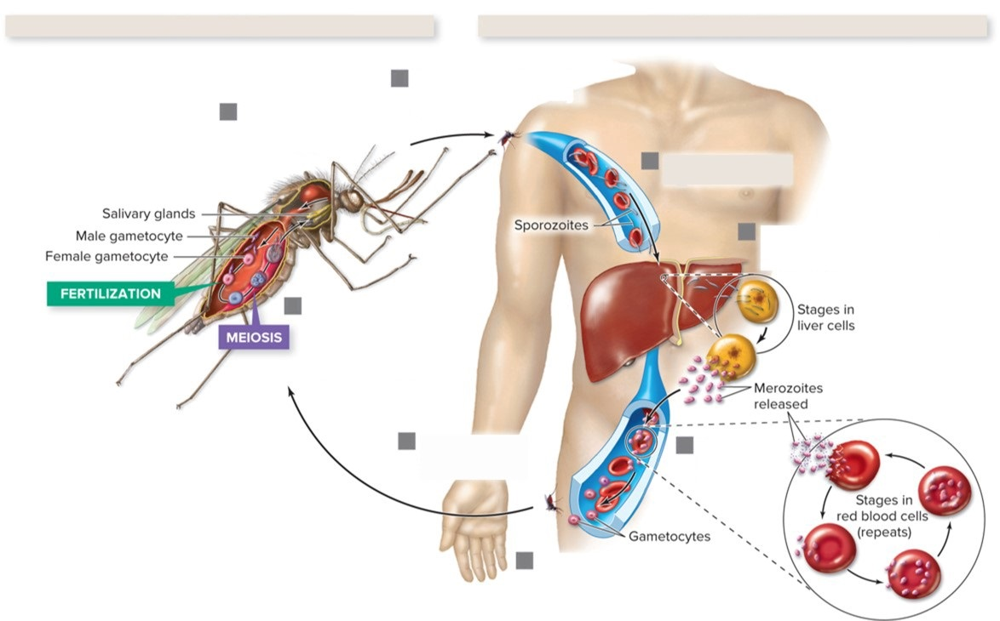 Salivary glands
Male gametocyte
Female gametocyte
FERTILIZATION
MEIOSIS
Sporozoites
Stages in
liver cells
Merozoites
released
Stages in
red blood cells
(repeats)
Gametocytes